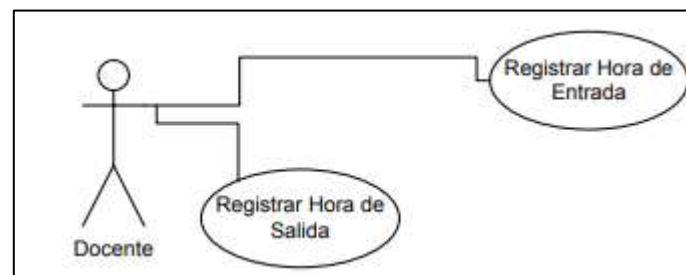 Registrar Hora de
Entrada
Registrar Hora de
Salida
Docente